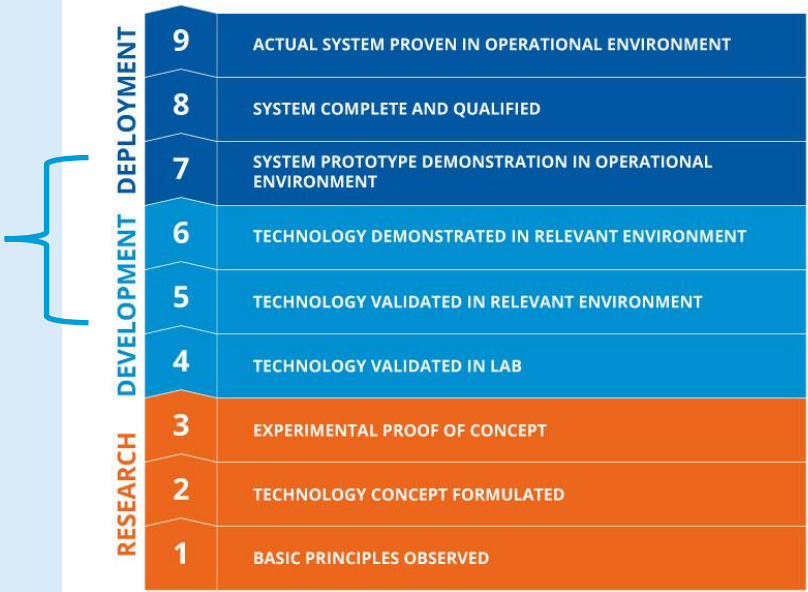 DEPLOYMENT
9
ACTUAL SYSTEM PROVEN IN OPERATIONAL ENVIRONMENT
8
SYSTEM COMPLETE AND QUALIFIED
7
SYSTEM PROTOTYPE DEMONSTRATION IN OPERATIONAL
ENVIRONMENT
DEVELOPMENT
6
TECHNOLOGY DEMONSTRATED IN RELEVANT ENVIRONMENT
5
TECHNOLOGY VALIDATED IN RELEVANT ENVIRONMENT
4
TECHNOLOGY VALIDATED IN LAB
RESEARCH
3
EXPERIMENTAL PROOF OF CONCEPT
2
TECHNOLOGY CONCEPT FORMULATED
1
BASIC PRINCIPLES OBSERVED